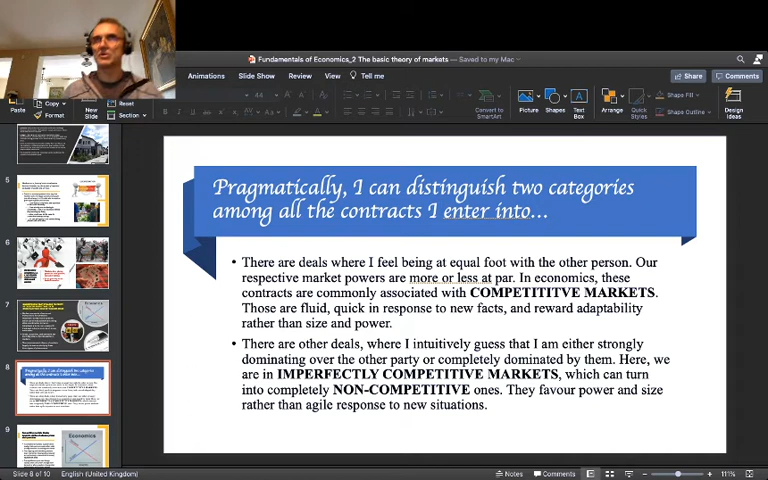 Fundamentals of Economics_2 The basic theory of markets — Saved to my Mac
Animations Slide Show Review View Tell me
Share Comments
Copy
Format
Paste
New
Slide
Reset
Section
44
Convert to
SmartArt
Picture
Shapes
Text
Box
Arrange
Quick
Styles
Shape Fill
Shape Outline
Design
Ideas
5
6
7
8
9
Economics
Pragmatically, I can distinguish two categories
among all the contracts I enter into...
• There are deals where I feel being at equal foot with the other person. Our
respective market powers are more or less at par. In economics, these
contracts are commonly associated with COMPETITITVE MARKETS.
Those are fluid, quick in response to new facts, and reward adaptability
rather than size and power.
• There are other deals, where I intuitively guess that I am either strongly
dominating over the other party or completely dominated by them. Here, we
are in IMPERFECTLY COMPETITIVE MARKETS, which can turn
into completely NON-COMPETITIVE ones. They favour power and size
rather than agile response to new situations.
Slide 8 of 10 English (United Kingdom) Notes Comments 111%